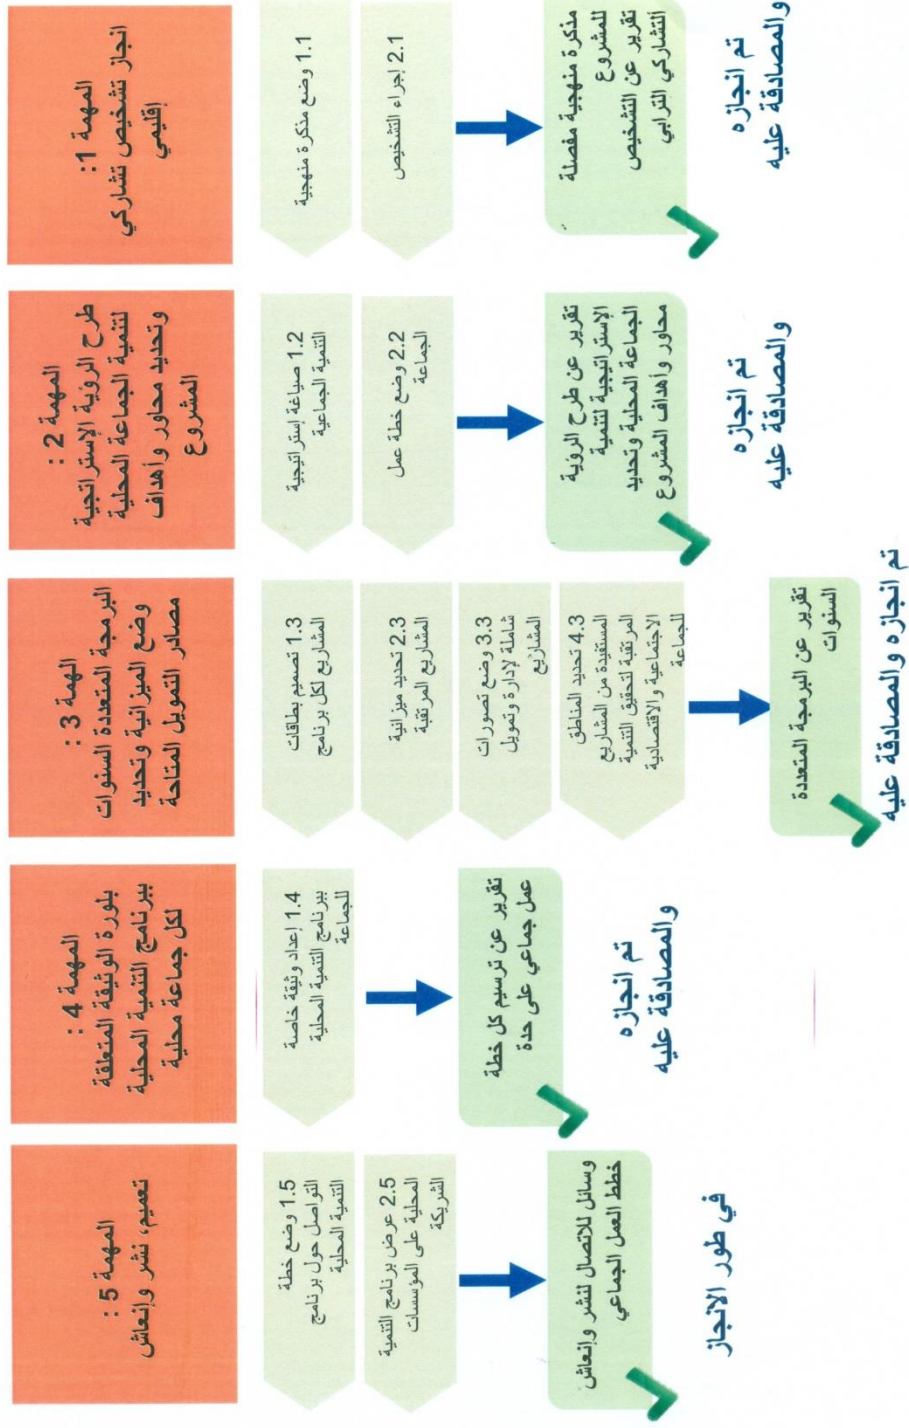 المهمة 1:
انجاز تشخيص تشاركي
إقليمي
1.1 وضع مذكرة منهجية
2.1 إجراء التشخيص
مذكرة منهجية مفصلة
للمشروع
تقرير عن التشخيص
التشاركي الترابي
تم انجازه
والمصادقة عليه
المهمة 2 :
طرح الرؤية الإستراتجية
لتنمية الجماعة المحلية
وتحديد محاور وأهداف
المشروع
1.2 صياغة إستراتيجية
التنمية الجماعية
2.2 وضع خطة عمل
الجماعة
تقرير عن طرح الرؤية
الإستراتيجية لتنمية
الجماعة المحلية وتحديد
محاور وأهداف المشروع
تم انجازه
والمصادقة عليه
الهمة 3 :
البرمجة المتعددة السنوات
وضع الميزانية وتحديد
مصادر التمويل المتاحة
1.3 تصميم بطاقات
المشاريع لكل برنامج
2.3 تحديد ميزانية
المشاريع المرتقبة
3.3 وضع تصورات
شاملة لإدارة وتمويل
المشاريع
4.3 تحديد المناطق
المستفيدة من المشاريع
المرتقبة لتحقيق التنمية
الاجتماعية والاقتصادية
للجماعة
تقرير عن البرمجة المتعددة
السنوات
تم انجازه والمصادقة عليه
المهمة 4 :
بلورة الوثيقة المتعلقة
ببرنامج التنمية المحلية
لكل جماعة محلية
1.4 إعداد وثيقة خاصة
ببرنامج التنمية المحلية
للجماعة
تقرير عن ترسيم كل خطة
عمل جماعي على حدة
تم انجازه
والمصادقة عليه
المهمة 5 :
تعميم، نشر وإنعاش
1.5 وضع خطة
التواصل حول برنامج
التنمية المحلية
2.5 عرض برنامج التنمية
المحلية على المؤسسات
الشريكة
وسائل للاتصال لنشر وإنعاش
خطط العمل الجماعي
في طور الانجاز